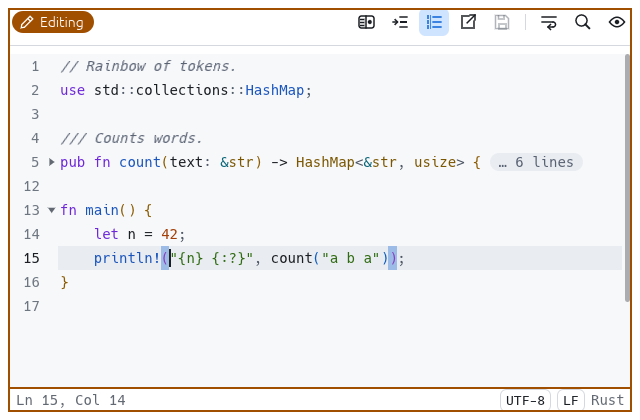 Editing
1 // Rainbow of tokens.
2 use std::collections::HashMap;
3
4 /// Counts words.
5 pub fn count(text: &str) -> HashMap<&str, usize> { … 6 lines
12
13 fn main() {
14     let n = 42;
15     println!("{n} {:?}", count("a b a"));
16 }
17
Ln 15, Col 14 UTF-8 LF Rust